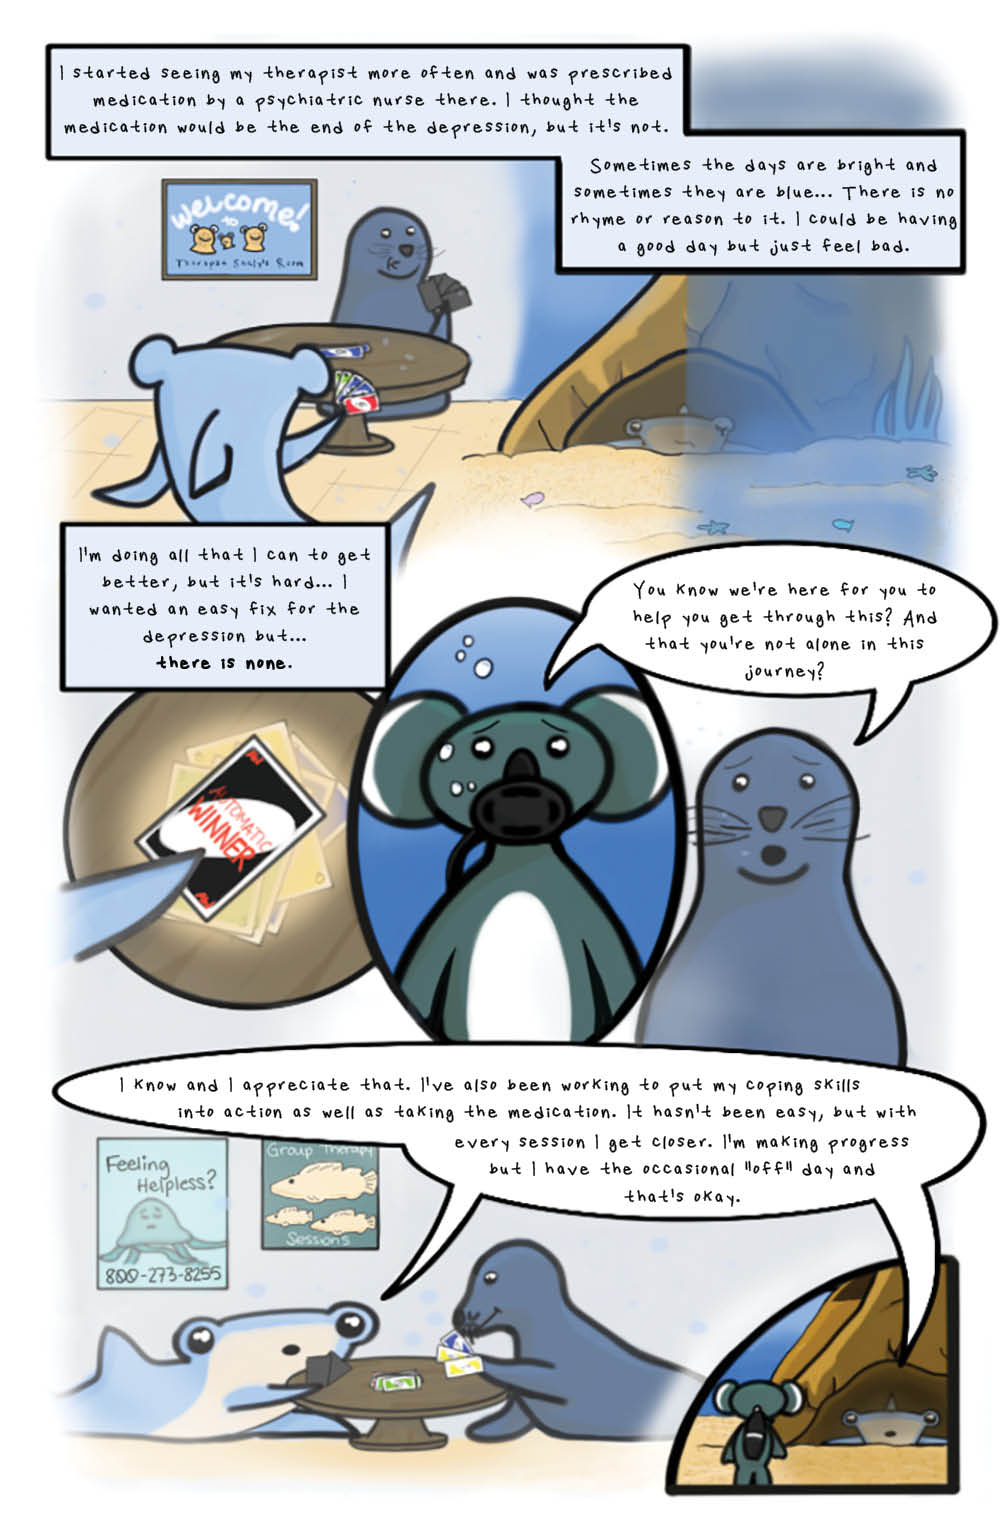 I started seeing my therapist more often and was prescribed
medication by a psychiatric nurse there. I thought the
medication would be the end of the depression, but it's not.
Sometimes the days are bright and
sometimes they are blue... There is no
rhyme or reason to it. I could be having
a good day but just feel bad.
Welcome!
to
Therapist Sealy's Room
I'm doing all that I can to get
better, but it's hard... I
wanted an easy fix for the
depression but...
there is none.
You know we're here for you to
help you get through this? And
that you're not alone in this
journey?
AW
AUTOMATIC
WINNER
AW
I know and I appreciate that. I've also been working to put my coping skills
into action as well as taking the medication. It hasn't been easy, but with
every session I get closer. I'm making progress
but I have the occasional "off" day and
that's okay.
Feeling
Helpless?
800-273-8255
Group Therapy
Sessions